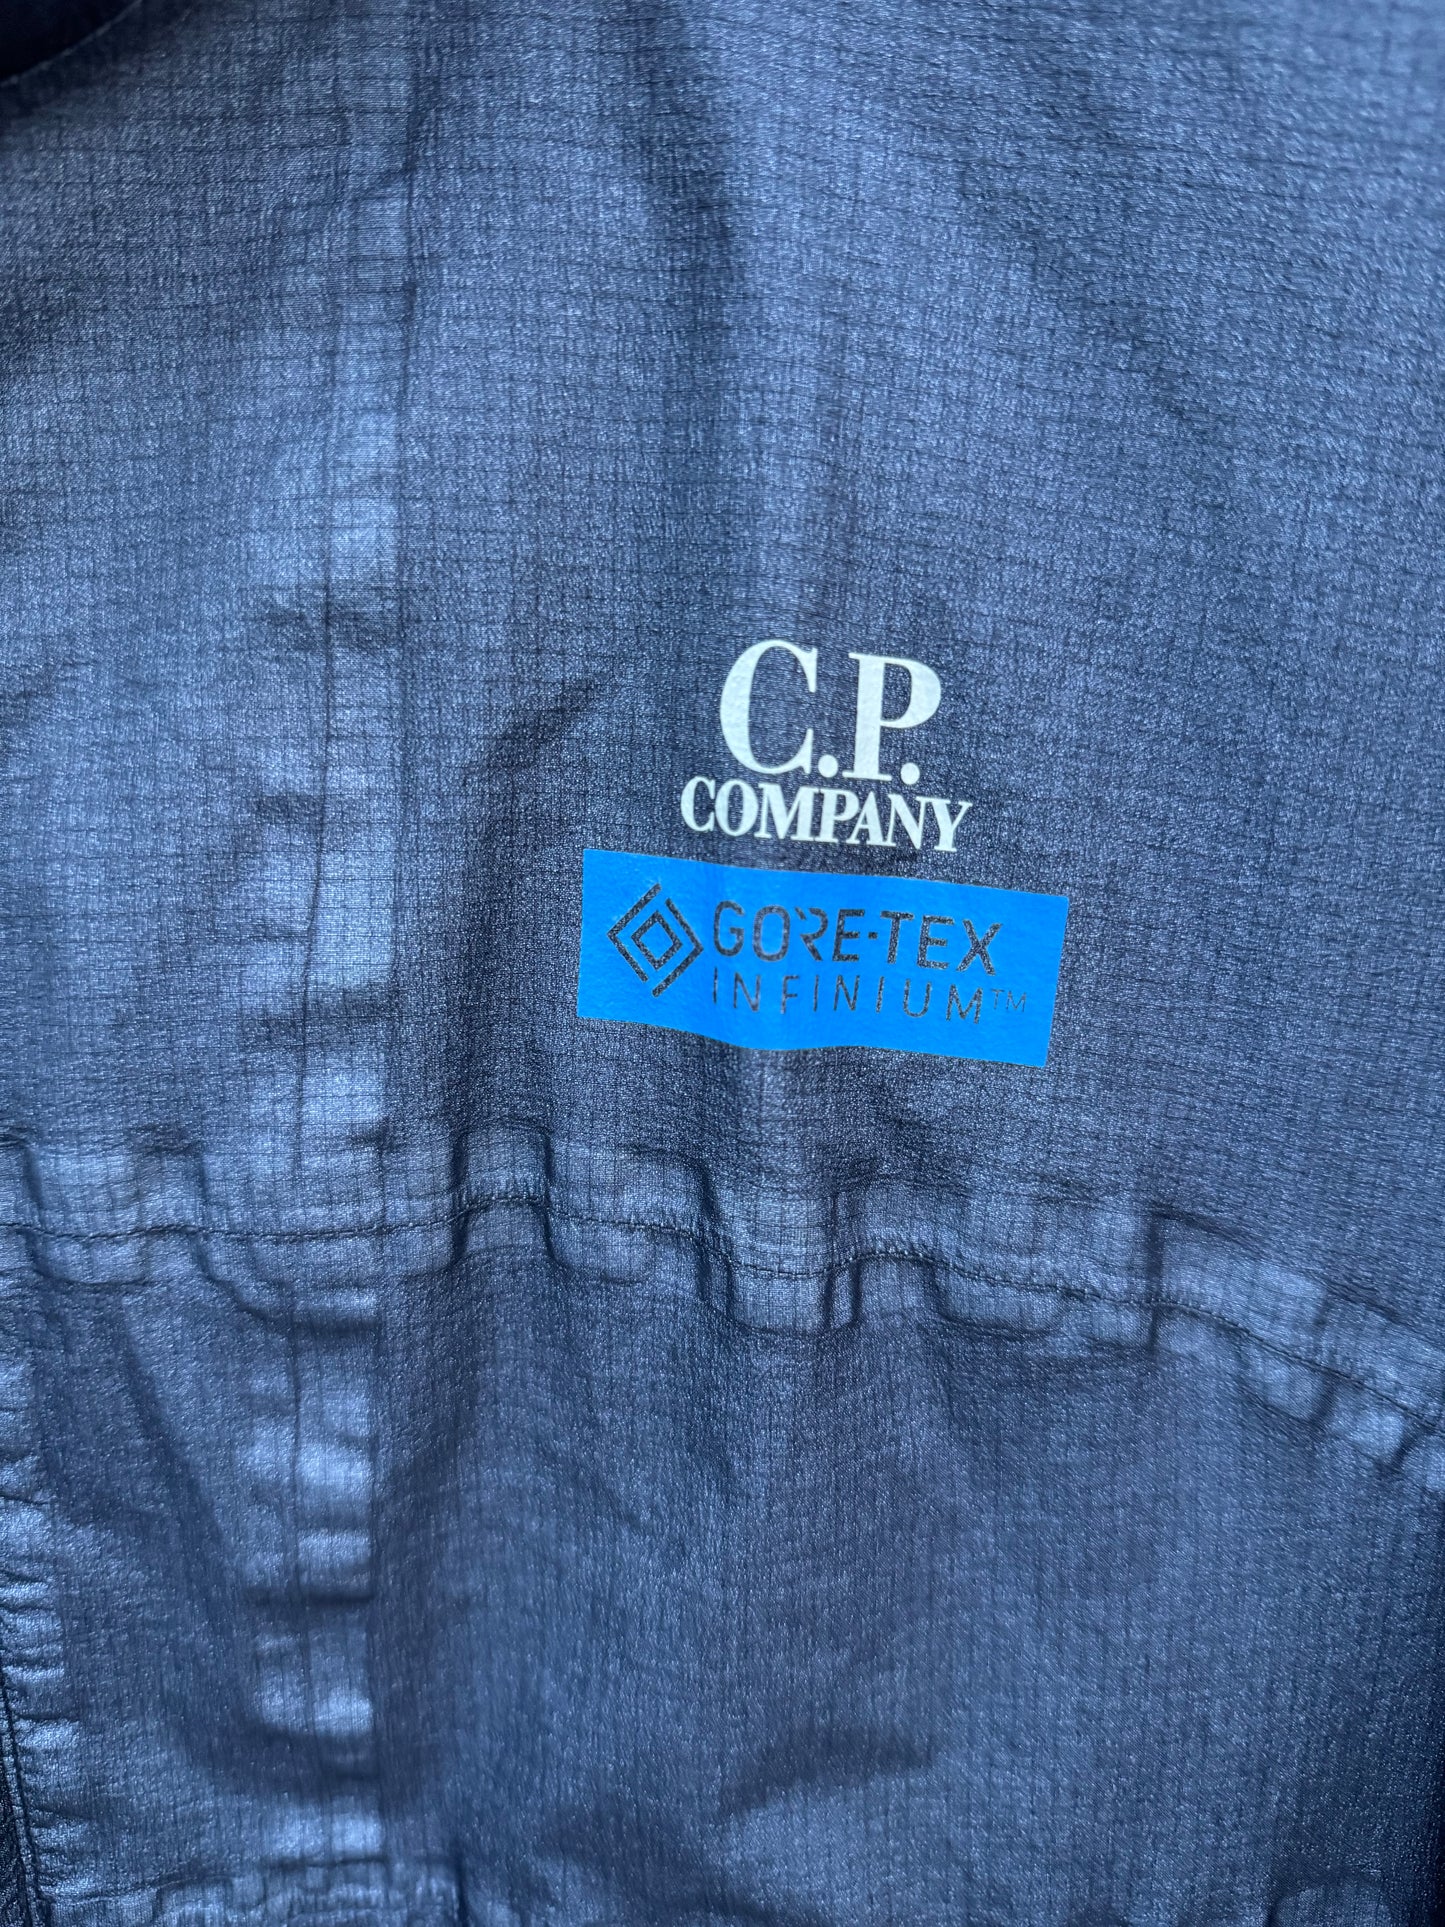 C.P.
COMPANY
GORE-TEX
INFINIUM™